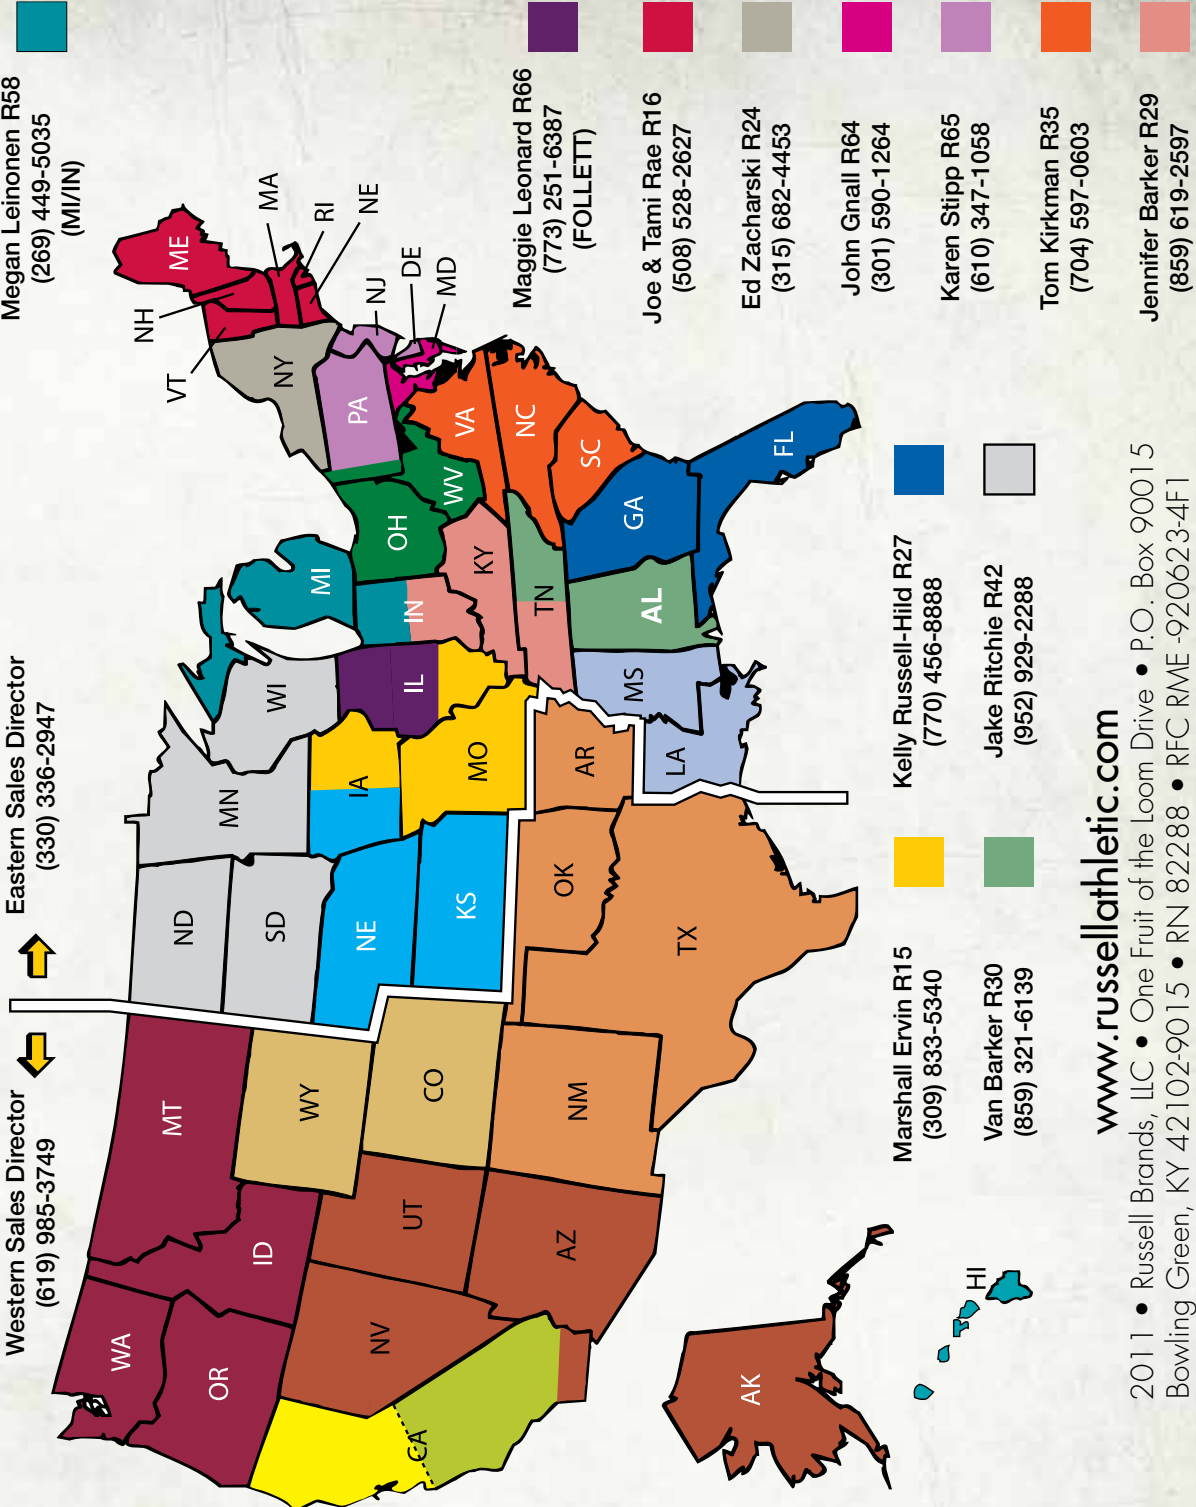 Western Sales Director
(619) 985-3749
Eastern Sales Director
(330) 336-2947
Megan Leinonen R58
(269) 449-5035
(MI/IN)
WA
OR
CA
NV
ID
MT
WY
UT
AZ
CO
NM
ND
SD
NE
KS
OK
TX
MN
IA
MO
AR
LA
WI
IL
MS
MI
IN
KY
TN
AL
OH
WV
GA
FL
SC
NC
VA
PA
NY
VT
NH
ME
MA
RI
NE
NJ
DE
MD
AK
HI
Maggie Leonard R66
(773) 251-6387
(FOLLETT)
Joe & Tami Rae R16
(508) 528-2627
Ed Zacharski R24
(315) 682-4453
John Gnall R64
(301) 590-1264
Karen Stipp R65
(610) 347-1058
Tom Kirkman R35
(704) 597-0603
Jennifer Barker R29
(859) 619-2597
Marshall Ervin R15
(309) 833-5340
Kelly Russell-Hild R27
(770) 456-8888
Van Barker R30
(859) 321-6139
Jake Ritchie R42
(952) 929-2288
www.russellathletic.com
2011 • Russell Brands, LLC • One Fruit of the Loom Drive • P.O. Box 90015
Bowling Green, KY 42102-9015 • RN 82288 • RFC RME -920623-4F1